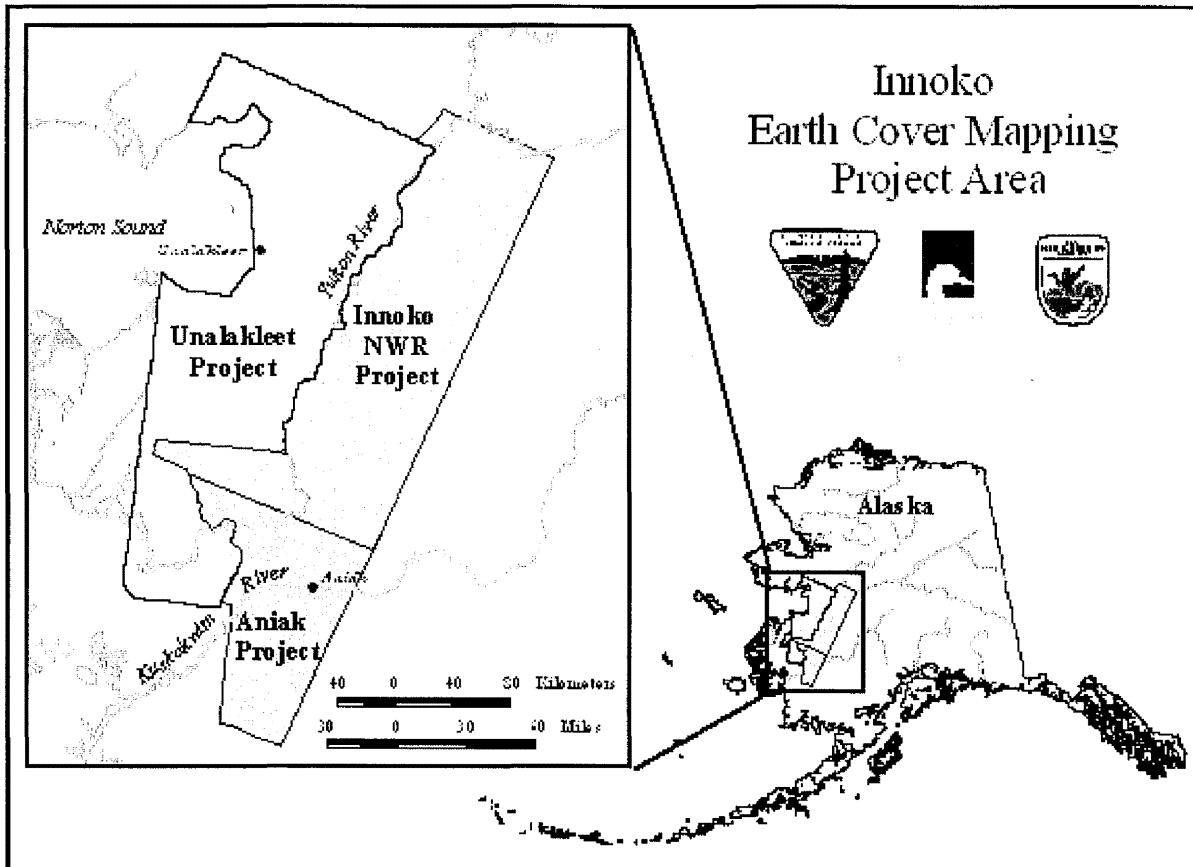 Innoko
Earth Cover Mapping
Project Area
Norton Sound
Unalakleet
Yukon River
Unalakleet
Project
Innoko
NWR
Project
River
Aniak
Kuskokwim
Aniak
Project
40 0 40 80 Kilometers
30 0 30 60 Miles
Alaska